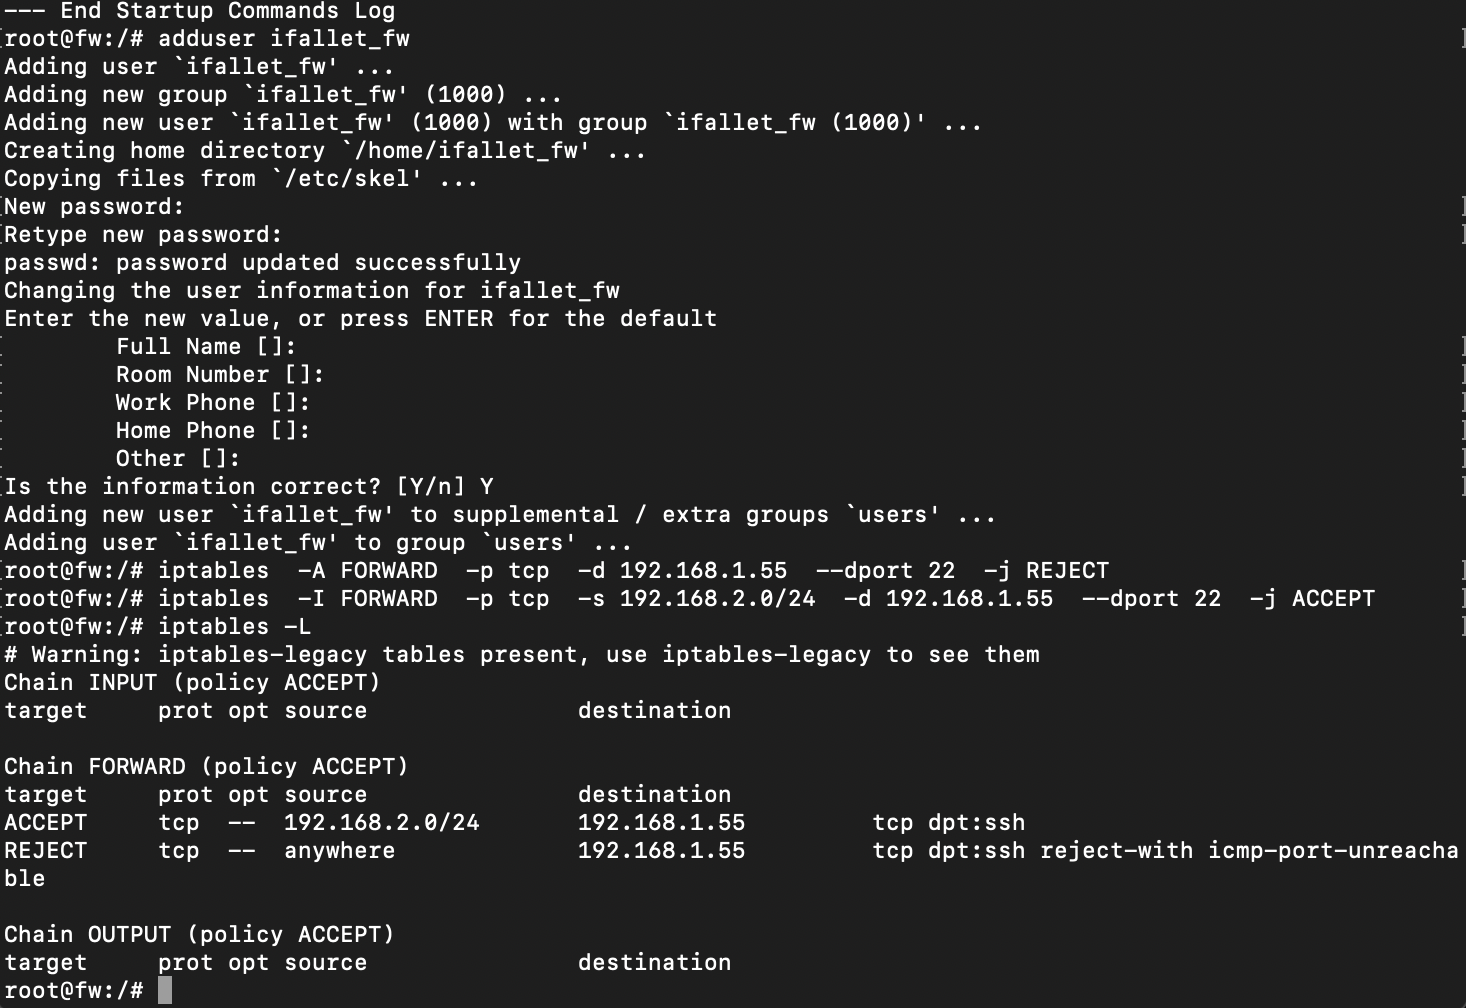 --- End Startup Commands Log
root@fw:/# adduser ifallet_fw
Adding user `ifallet_fw' ...
Adding new group `ifallet_fw' (1000) ...
Adding new user `ifallet_fw' (1000) with group `ifallet_fw (1000)' ...
Creating home directory `/home/ifallet_fw' ...
Copying files from `/etc/skel' ...
New password:
Retype new password:
passwd: password updated successfully
Changing the user information for ifallet_fw
Enter the new value, or press ENTER for the default
        Full Name []:
        Room Number []:
        Work Phone []:
        Home Phone []:
        Other []:
Is the information correct? [Y/n] Y
Adding new user `ifallet_fw' to supplemental / extra groups `users' ...
Adding user `ifallet_fw' to group `users' ...
root@fw:/# iptables  -A FORWARD  -p tcp  -d 192.168.1.55  --dport 22  -j REJECT
root@fw:/# iptables  -I FORWARD  -p tcp  -s 192.168.2.0/24  -d 192.168.1.55  --dport 22  -j ACCEPT
root@fw:/# iptables -L
# Warning: iptables-legacy tables present, use iptables-legacy to see them
Chain INPUT (policy ACCEPT)
target     prot opt source               destination

Chain FORWARD (policy ACCEPT)
target     prot opt source               destination
ACCEPT     tcp  --  192.168.2.0/24       192.168.1.55         tcp dpt:ssh
REJECT     tcp  --  anywhere             192.168.1.55         tcp dpt:ssh reject-with icmp-port-unreacha
ble

Chain OUTPUT (policy ACCEPT)
target     prot opt source               destination
root@fw:/#